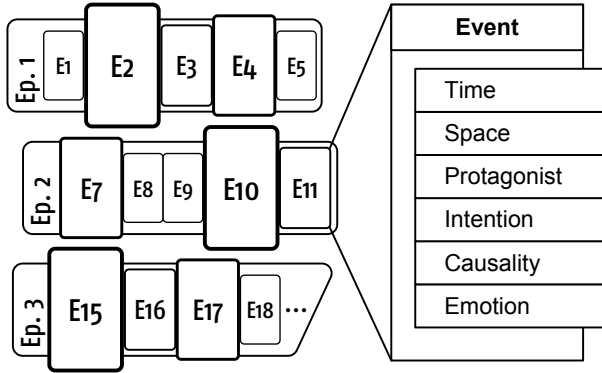 Ep. 1
E1
E2
E3
E4
E5
Ep. 2
E7
E8
E9
E10
E11
Ep. 3
E15
E16
E17
E18
...
Event
Time
Space
Protagonist
Intention
Causality
Emotion